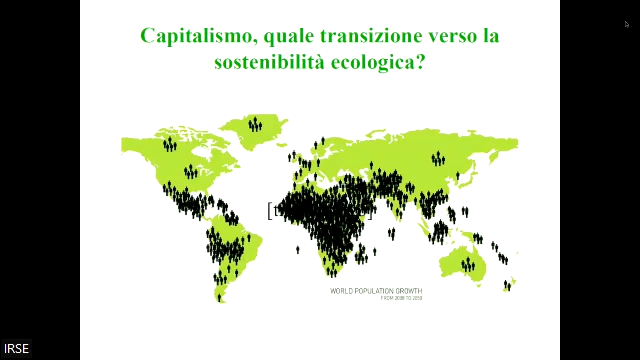 Capitalismo, quale transizione verso la
sostenibilità ecologica?
WORLD POPULATION GROWTH
IRSE